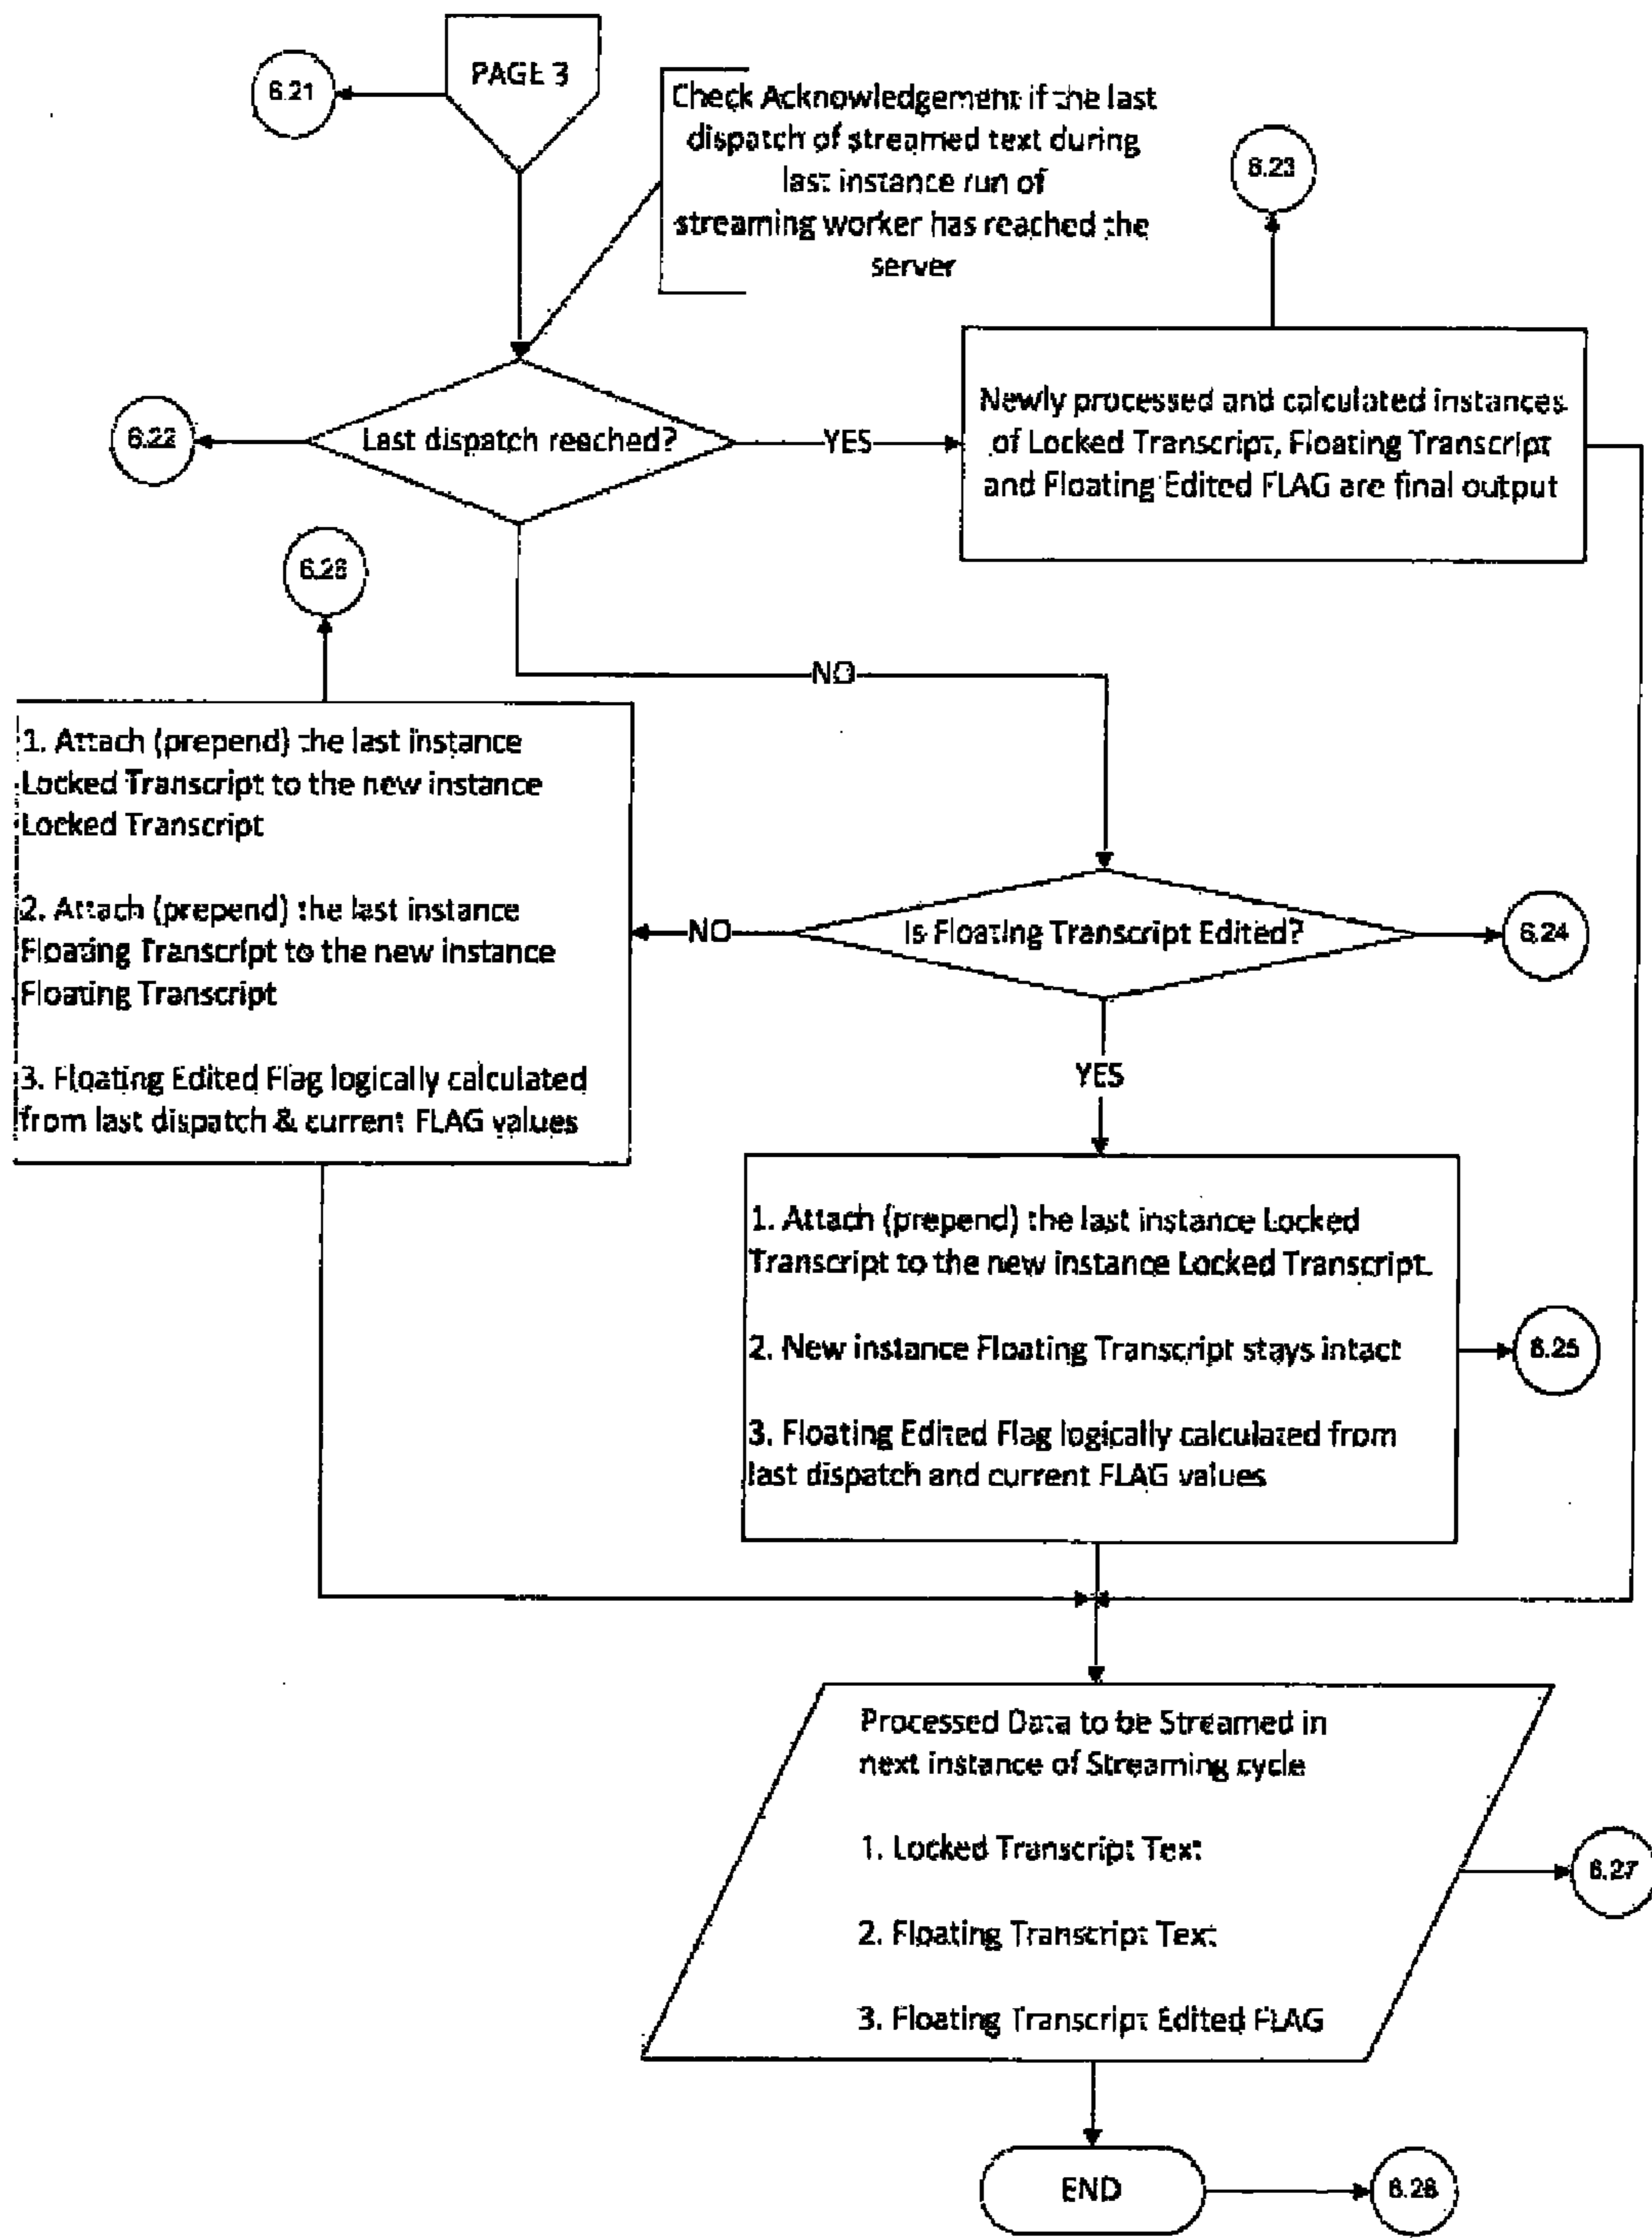 PAGE 3
6.21
Check Acknowledgement if the last
dispatch of streamed text during
last instance run of
streaming worker has reached the
server
6.23
6.22
Last dispatch reached?
YES
Newly processed and calculated instances
of Locked Transcript, Floating Transcript
and Floating Edited FLAG are final output
NO
1. Attach (prepend) the last instance
Locked Transcript to the new instance
Locked Transcript
2. Attach (prepend) the last instance
Floating Transcript to the new instance
Floating Transcript
3. Floating Edited Flag logically calculated
from last dispatch & current FLAG values
NO
Is Floating Transcript Edited?
6.24
YES
1. Attach (prepend) the last instance Locked
Transcript to the new instance Locked Transcript.
2. New instance Floating Transcript stays intact
3. Floating Edited Flag logically calculated from
last dispatch and current FLAG values
6.25
Processed Data to be Streamed in
next instance of Streaming cycle
1. Locked Transcript Text
2. Floating Transcript Text
3. Floating Transcript Edited FLAG
6.27
END